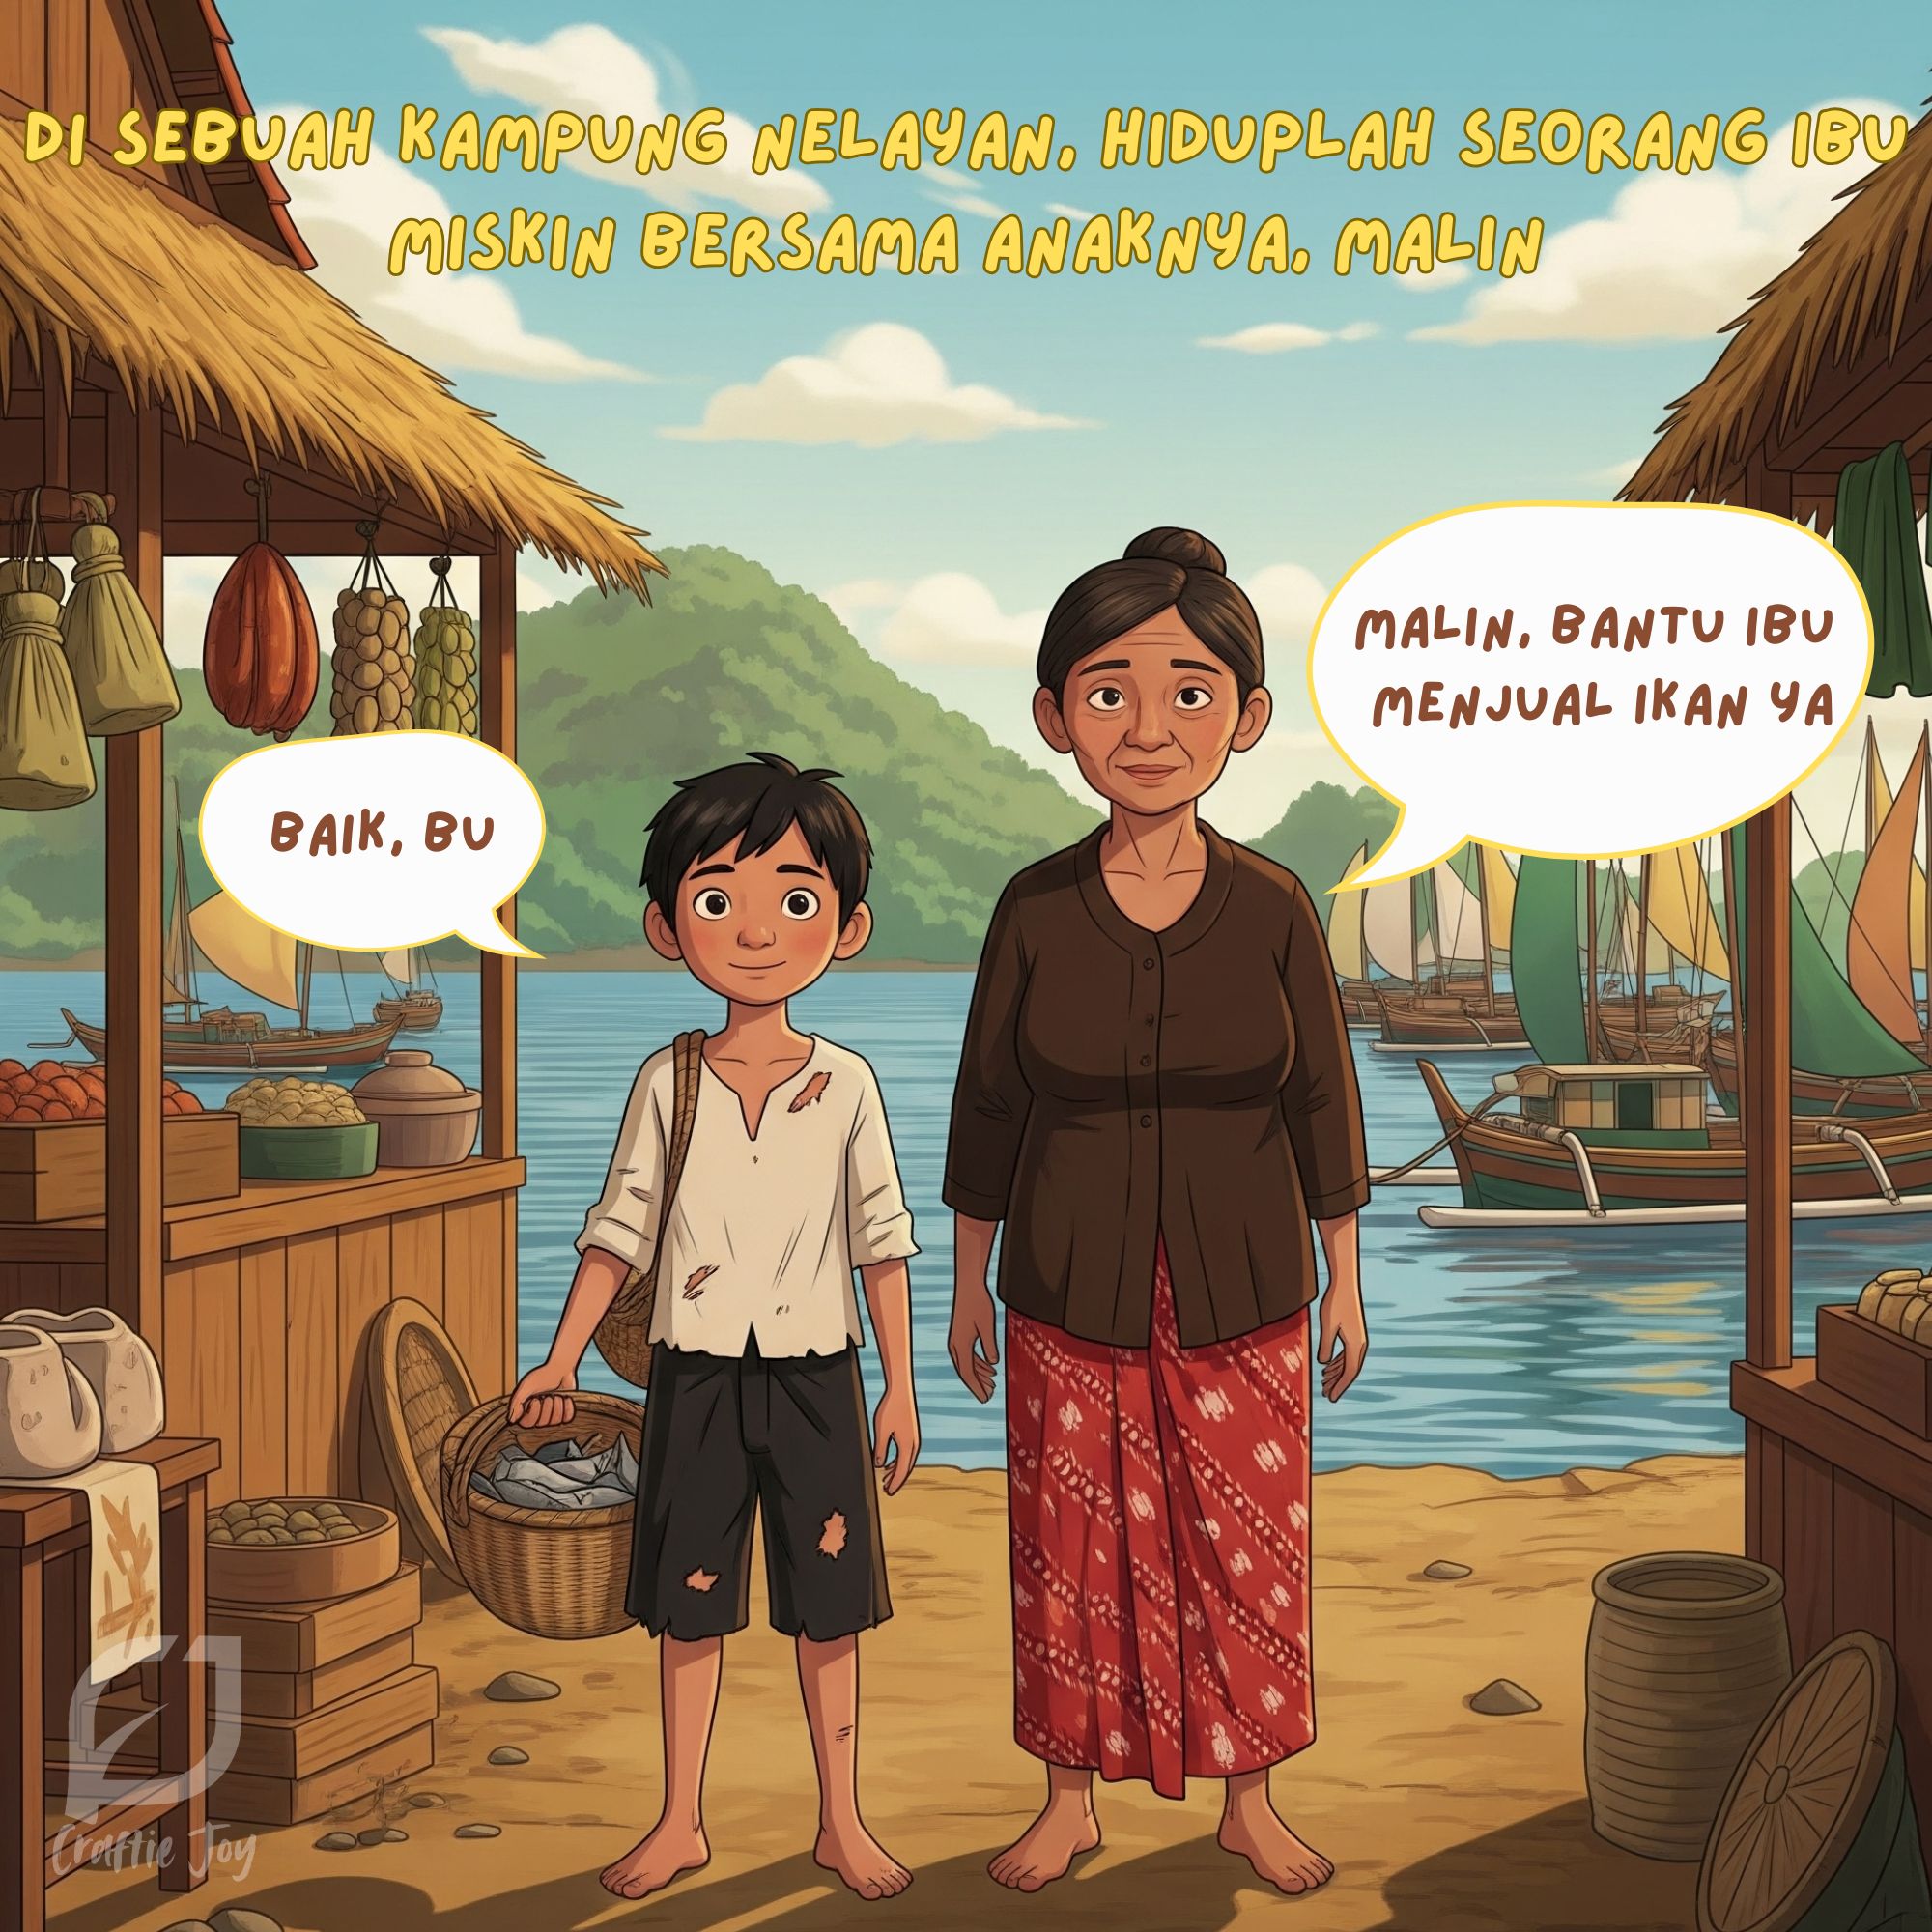 DI SEBUAH KAMPUNG NELAYAN, HIDUPLAH SEORANG IBU
MISKIN BERSAMA ANAKNYA, MALIN
MALIN, BANTU IBU
MENJUAL IKAN YA
BAIK, BU
Craftie Joy